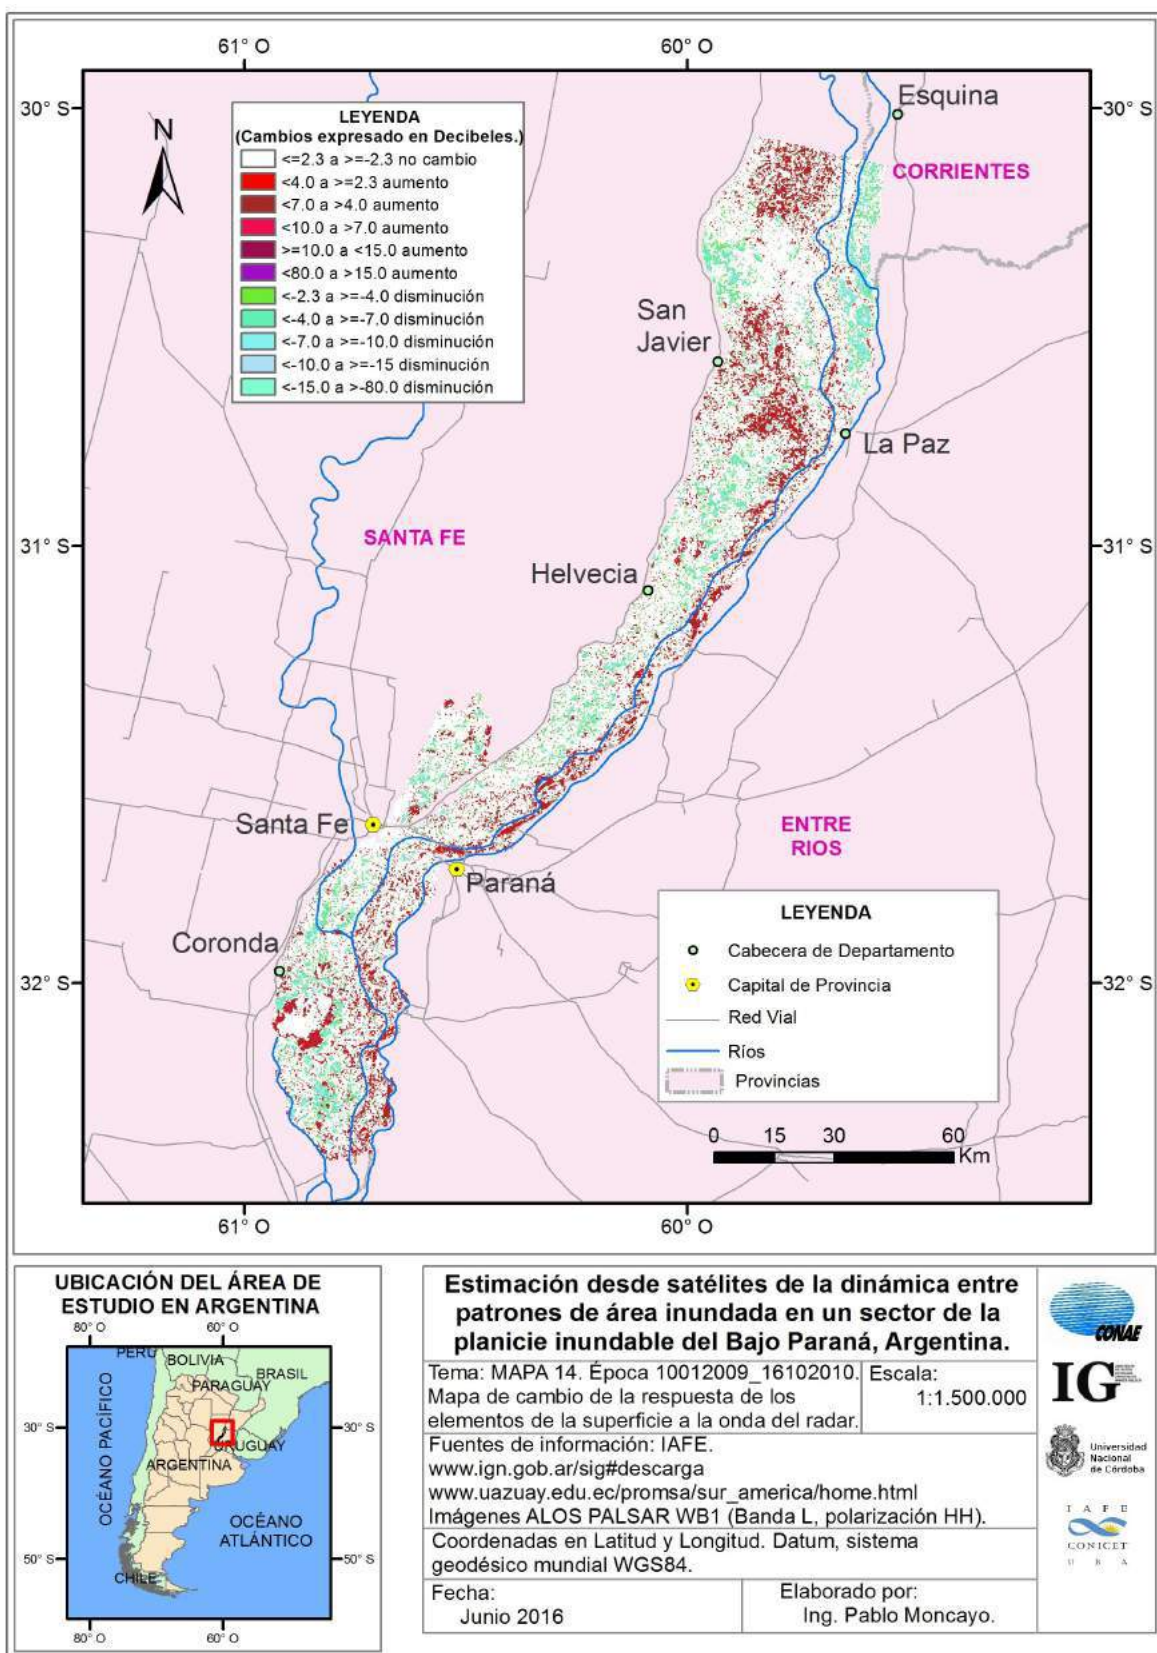 61° O
60° O
30° S
30° S
Esquina
N
LEYENDA
(Cambios expresado en Decibeles.)
<=2.3 a >=-2.3 no cambio
<4.0 a >=2.3 aumento
<7.0 a >4.0 aumento
<10.0 a >7.0 aumento
>=10.0 a <15.0 aumento
<80.0 a >15.0 aumento
<-2.3 a >=-4.0 disminución
<-4.0 a >=-7.0 disminución
<-7.0 a >=-10.0 disminución
<-10.0 a >=-15 disminución
<-15.0 a >-80.0 disminución
CORRIENTES
San
Javier
La Paz
SANTA FE
31° S
31° S
Helvecia
Santa Fe
ENTRE
RIOS
Paraná
Coronda
32° S
32° S
LEYENDA
Cabecera de Departamento
Capital de Provincia
Red Vial
Ríos
Provincias
0 15 30 60
Km
61° O
60° O
UBICACIÓN DEL ÁREA DE
ESTUDIO EN ARGENTINA
80° O
60° O
PERU
BOLIVIA
BRASIL
PARAGUAY
30° S
30° S
URUGUAY
ARGENTINA
OCÉANO PACÍFICO
OCÉANO
ATLÁNTICO
50° S
50° S
CHILE
80° O
60° O
Estimación desde satélites de la dinámica entre
patrones de área inundada en un sector de la
planicie inundable del Bajo Paraná, Argentina.
Tema: MAPA 14. Época 10012009_16102010.
Mapa de cambio de la respuesta de los
elementos de la superficie a la onda del radar.
Escala:
1:1.500.000
Fuentes de información: IAFE.
www.ign.gob.ar/sig#descarga
www.uazuay.edu.ec/promsa/sur_america/home.html
Imágenes ALOS PALSAR WB1 (Banda L, polarización HH).
Coordenadas en Latitud y Longitud. Datum, sistema
geodésico mundial WGS84.
Fecha:
Junio 2016
Elaborado por:
Ing. Pablo Moncayo.
CONAE
IG
Universidad
Nacional
de Córdoba
IAFE
CONICET
UBA